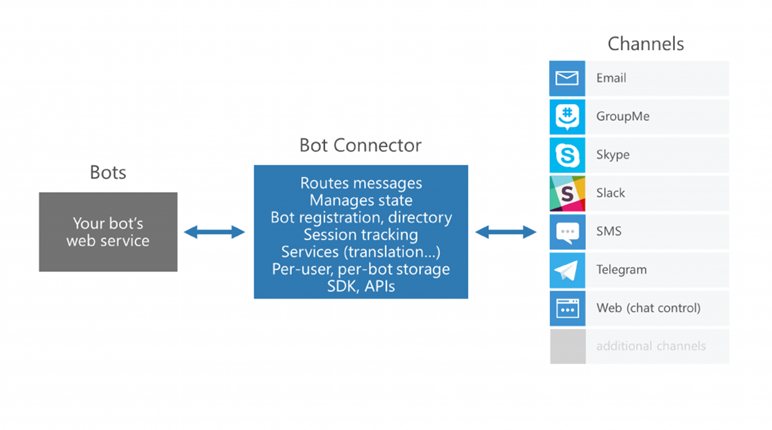 Channels
Email
GroupMe
Skype
Slack
SMS
Telegram
Web (chat control)
additional channels
Bot Connector
Routes messages
Manages state
Bot registration, directory
Session tracking
Services (translation...)
Per-user, per-bot storage
SDK, APIs
Bots
Your bot's
web service